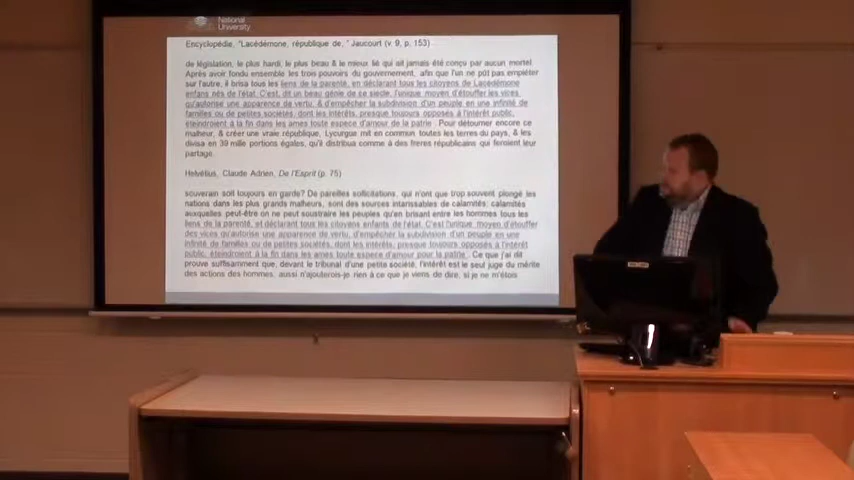 National
University
Encyclopédie, "Lacédémone, république de, " Jaucourt (v. 9, p. 153)
de législation, le plus hardi, le plus beau & le mieux lié qui ait jamais été conçu par aucun mortel
Après avoir fondu ensemble les trois pouvoirs du gouvernement, afin que l'un ne pût pas empiéter
sur l'autre, il brisa tous les liens de la parenté, en déclarant tous les citoyens de Lacédémone
enfans nés de l'état. C'est, dit un beau génie de ce siecle, l'unique moyen d'étouffer les vices,
qu'autorise une apparence de vertu, & d'empêcher la subdivision d'un peuple en une infinité de
familles ou de petites sociétés, dont les intérêts, presque toujours opposés à l'intérêt public,
éteindroient à la fin dans les ames toute espece d'amour de la patrie. Pour détourner encore ce
malheur, & créer une vraie république, Lycurgue mit en commun toutes les terres du pays, & les
divisa en 39 mille portions égales, qu'il distribua comme à des freres républicains qui feroient leur
partage.
Helvétius, Claude Adrien, De l'Esprit (p. 75)
souverain soit toujours en garde? De pareilles sollicitations, qui n'ont que trop souvent plongé les
nations dans les plus grands malheurs, sont des sources intarissables de calamités; calamités
auxquelles peut-être on ne peut soustraire les peuples qu'en brisant entre les hommes tous les
liens de la parenté, et déclarant tous les citoyens enfants de l'état. C'est l'unique moyen d'étouffer
des vices qu'autorise une apparence de vertu, d'empêcher la subdivision d'un peuple en une
infinité de familles ou de petites sociétés, dont les intérêts, presque toujours opposés à l'intérêt
public, éteindroient à la fin dans les ames toute espece d'amour pour la patrie. Ce que j'ai dit
prouve suffisamment que, devant le tribunal d'une petite société, l'intérêt est le seul juge du mérite
des actions des hommes, aussi n'ajouterois-je rien à ce que je viens de dire, si je ne m'étois